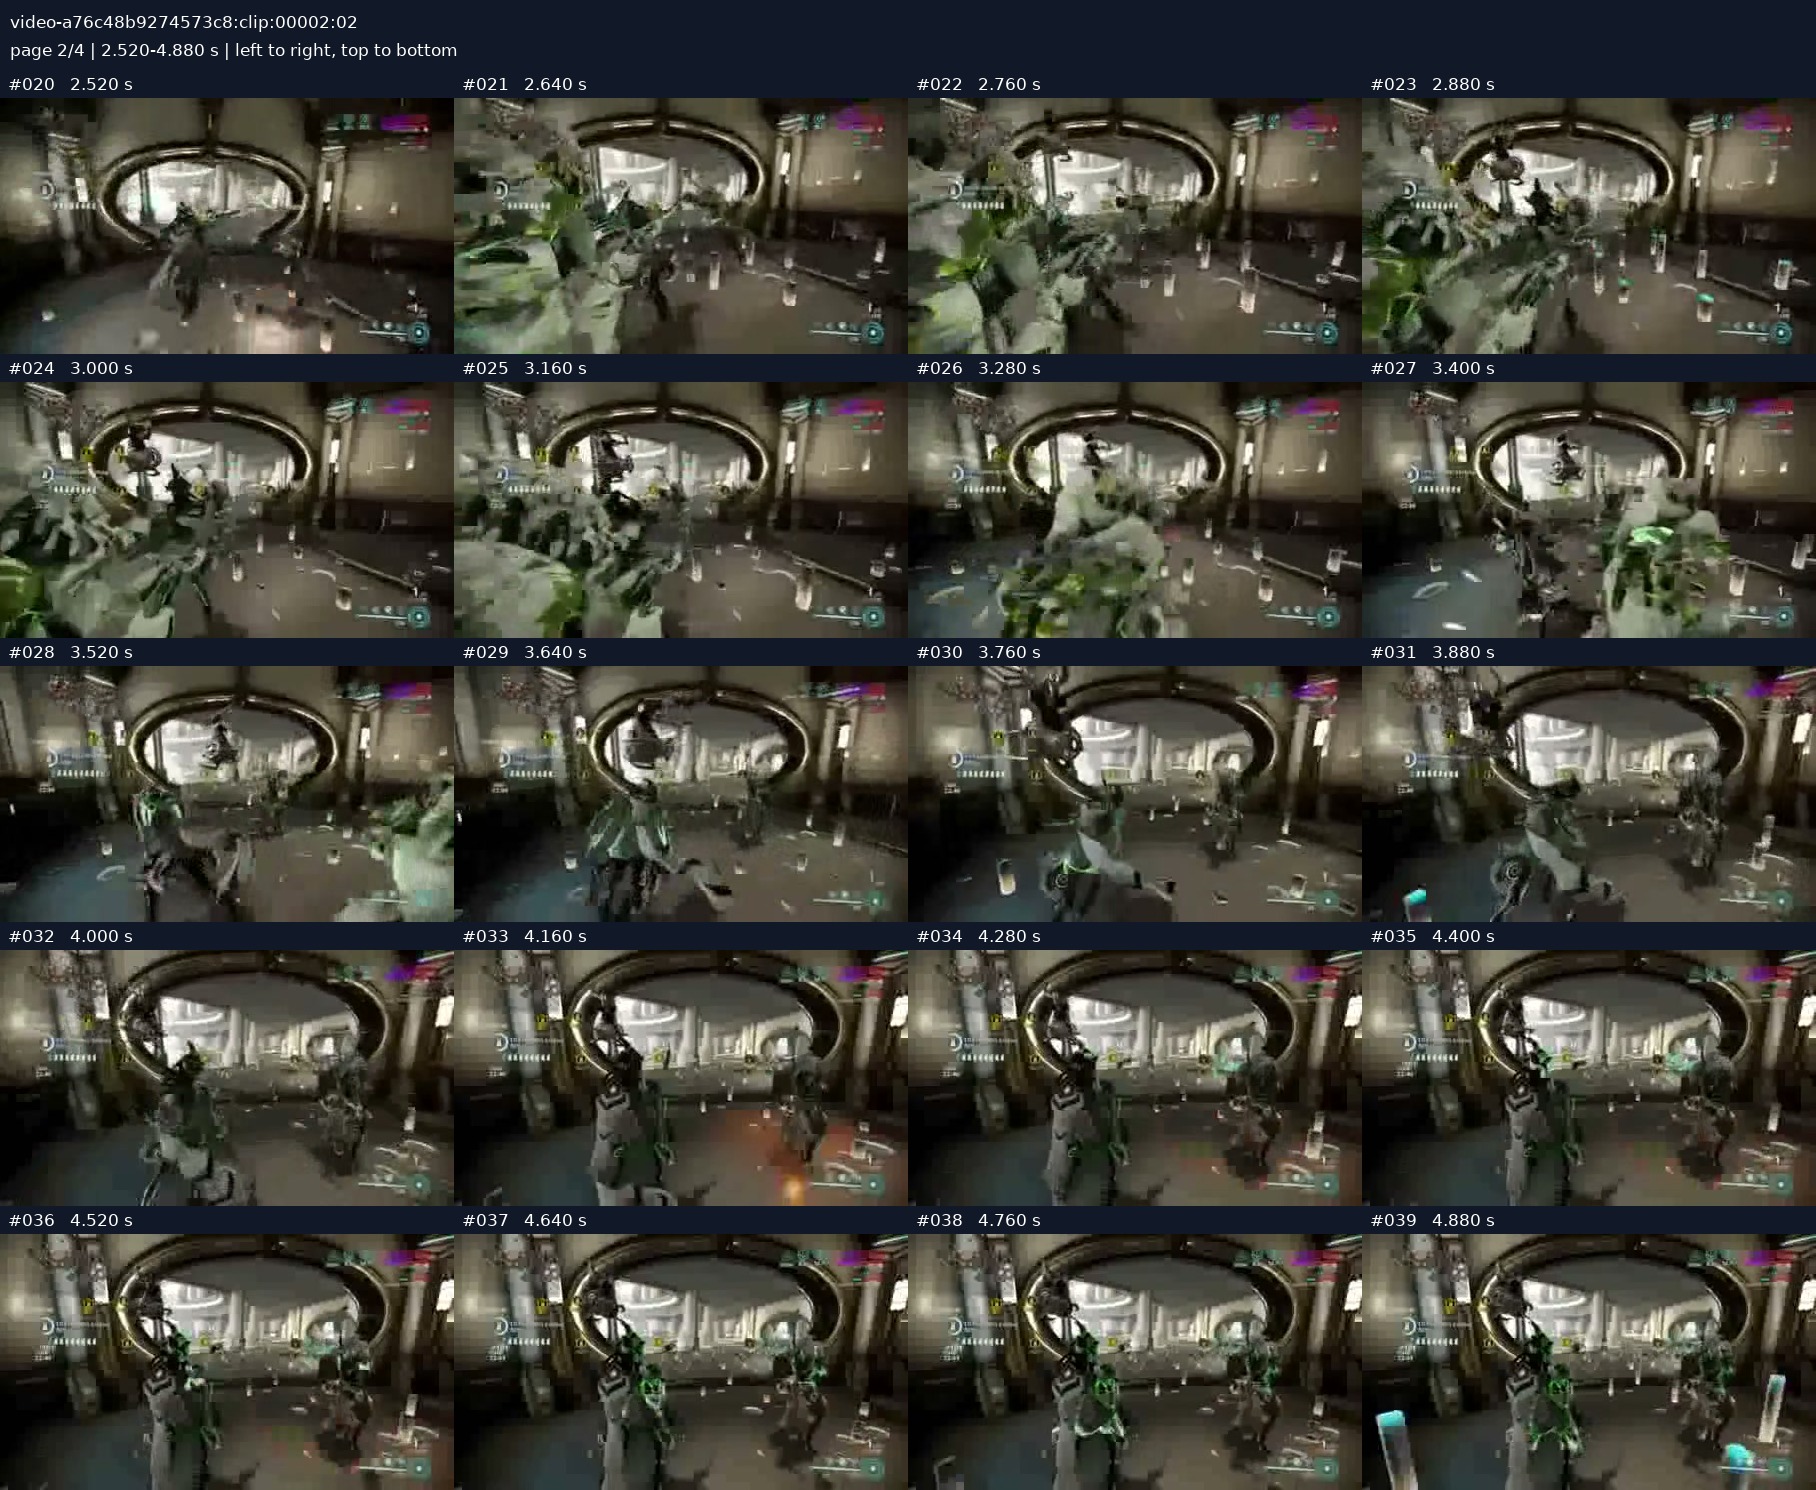 video-a76c48b9274573c8:clip:00002:02
page 2/4 | 2.520-4.880 s | left to right, top to bottom
#020 2.520 s
#021 2.640 s
#022 2.760 s
#023 2.880 s
#024 3.000 s
#025 3.160 s
#026 3.280 s
#027 3.400 s
#028 3.520 s
#029 3.640 s
#030 3.760 s
#031 3.880 s
#032 4.000 s
#033 4.160 s
#034 4.280 s
#035 4.400 s
#036 4.520 s
#037 4.640 s
#038 4.760 s
#039 4.880 s